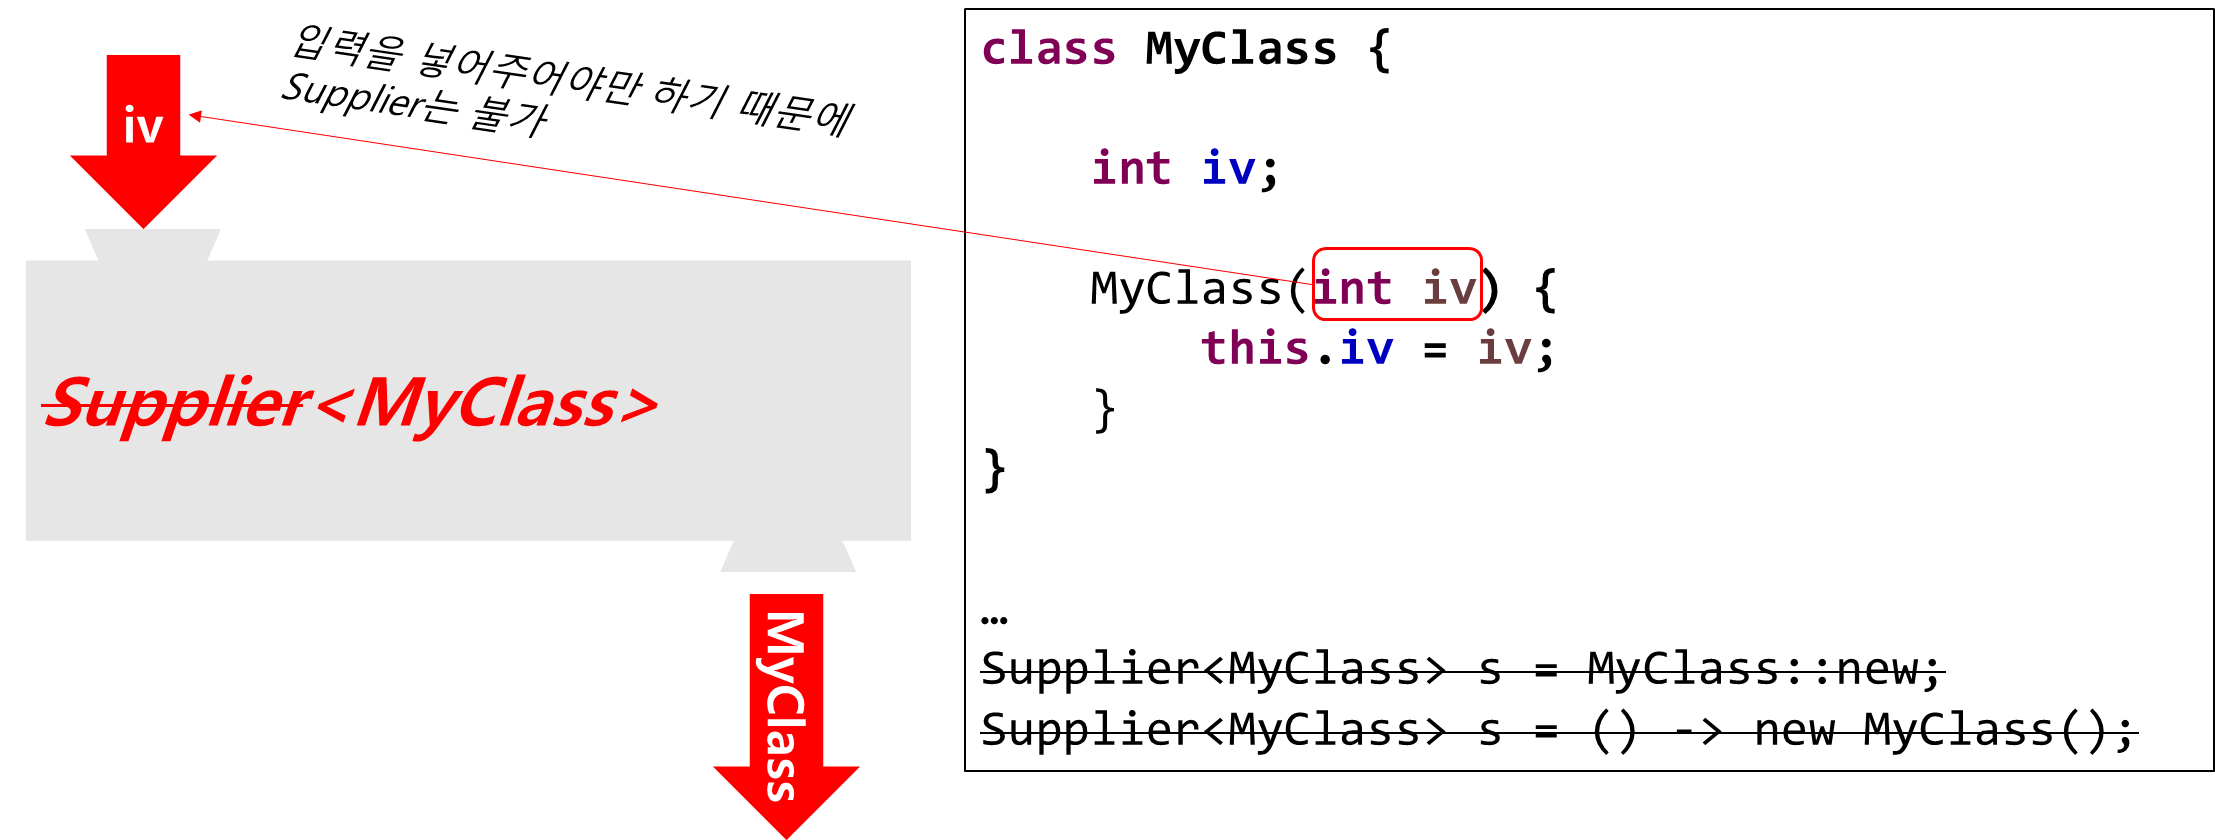 입력을 넣어주어야만 하기 때문에
Supplier는 불가
iv
Supplier<MyClass>
MyClass
class MyClass {
int iv;
MyClass(int iv) {
this.iv = iv;
}
}
…
Supplier<MyClass> s = MyClass::new;
Supplier<MyClass> s = () -> new MyClass();